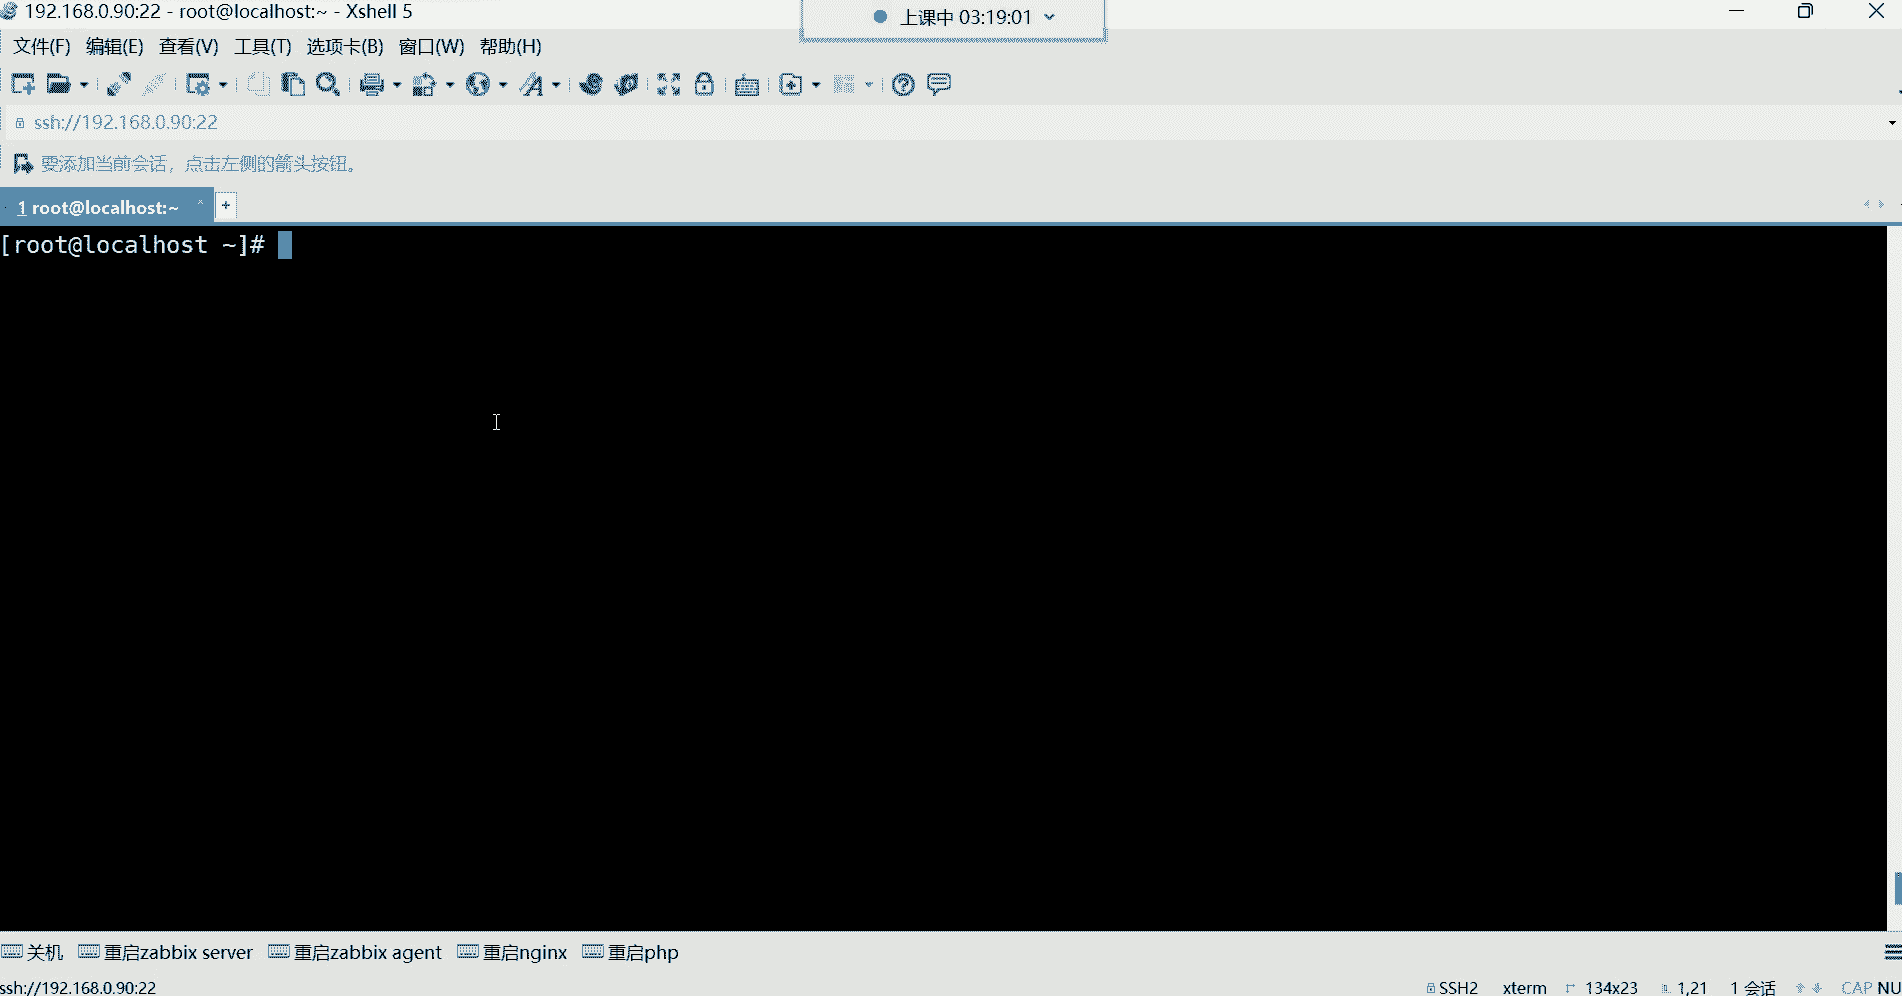 192.168.0.90:22 - root@localhost:~ - Xshell 5
上课中 03:19:01
文件(F) 编辑(E) 查看(V) 工具(T) 选项卡(B) 窗口(W) 帮助(H)
ssh://192.168.0.90:22
要添加当前会话，点击左侧的箭头按钮。
1 root@localhost:~ × +
[root@localhost ~]#
关机 重启zabbix server 重启zabbix agent 重启nginx 重启php
ssh://192.168.0.90:22 SSH2 xterm 134x23 1,21 1 会话 CAP NU